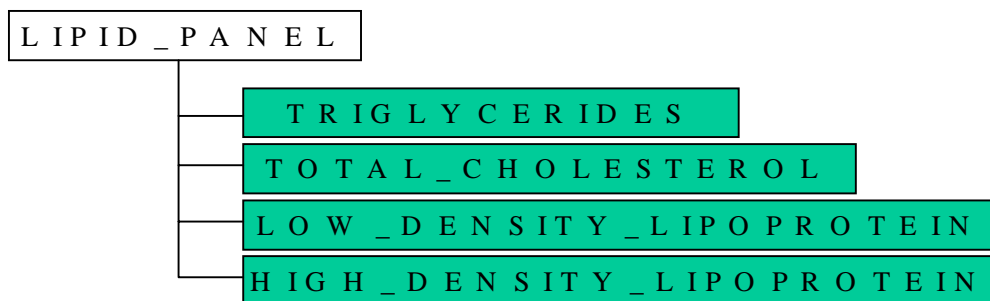 LIPID_PANEL
TRIGLYCERIDES
TOTAL_CHOLESTEROL
LOW_DENSITY_LIPOPROTEIN
HIGH_DENSITY_LIPOPROTEIN